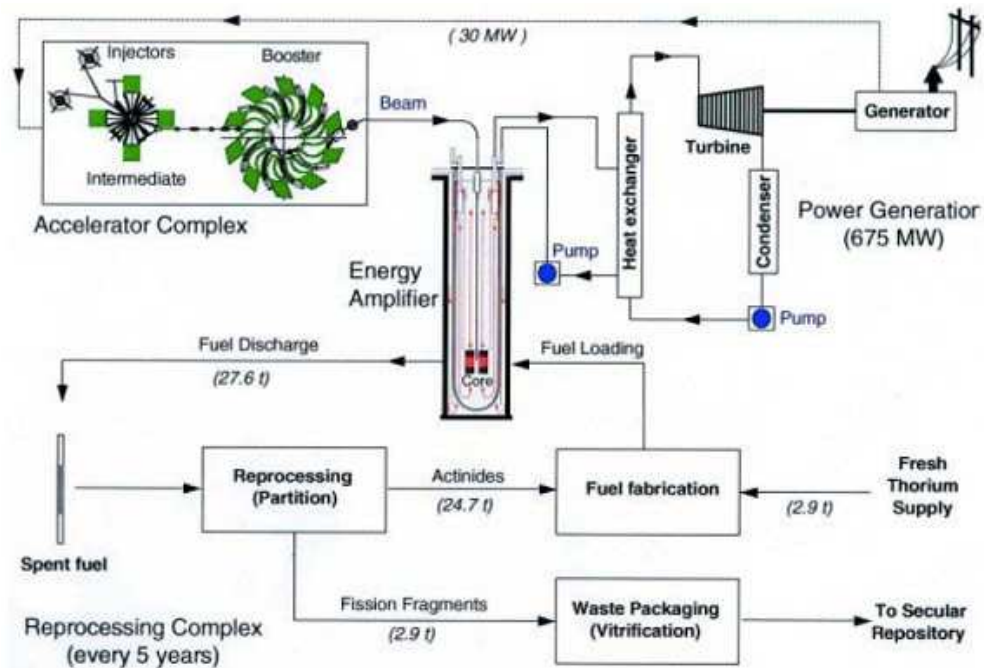 ( 30 MW )
Injectors
Booster
Beam
Intermediate
Accelerator Complex
Generator
Turbine
Heat exchanger
Condenser
Power Generatior
(675 MW)
Pump
Pump
Energy
Amplifier
Core
Fuel Discharge
(27.6 t)
Fuel Loading
Reprocessing
(Partition)
Actinides
(24.7 t)
Fuel fabrication
(2.9 t)
Fresh
Thorium
Supply
Spent fuel
Fission Fragments
(2.9 t)
Waste Packaging
(Vitrification)
To Secular
Repository
Reprocessing Complex
(every 5 years)